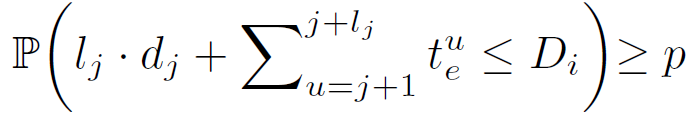 ℙ(l_j · d_j + ∑_{u=j+1}^{j+l_j} t_e^u ≤ D_i) ≥ p